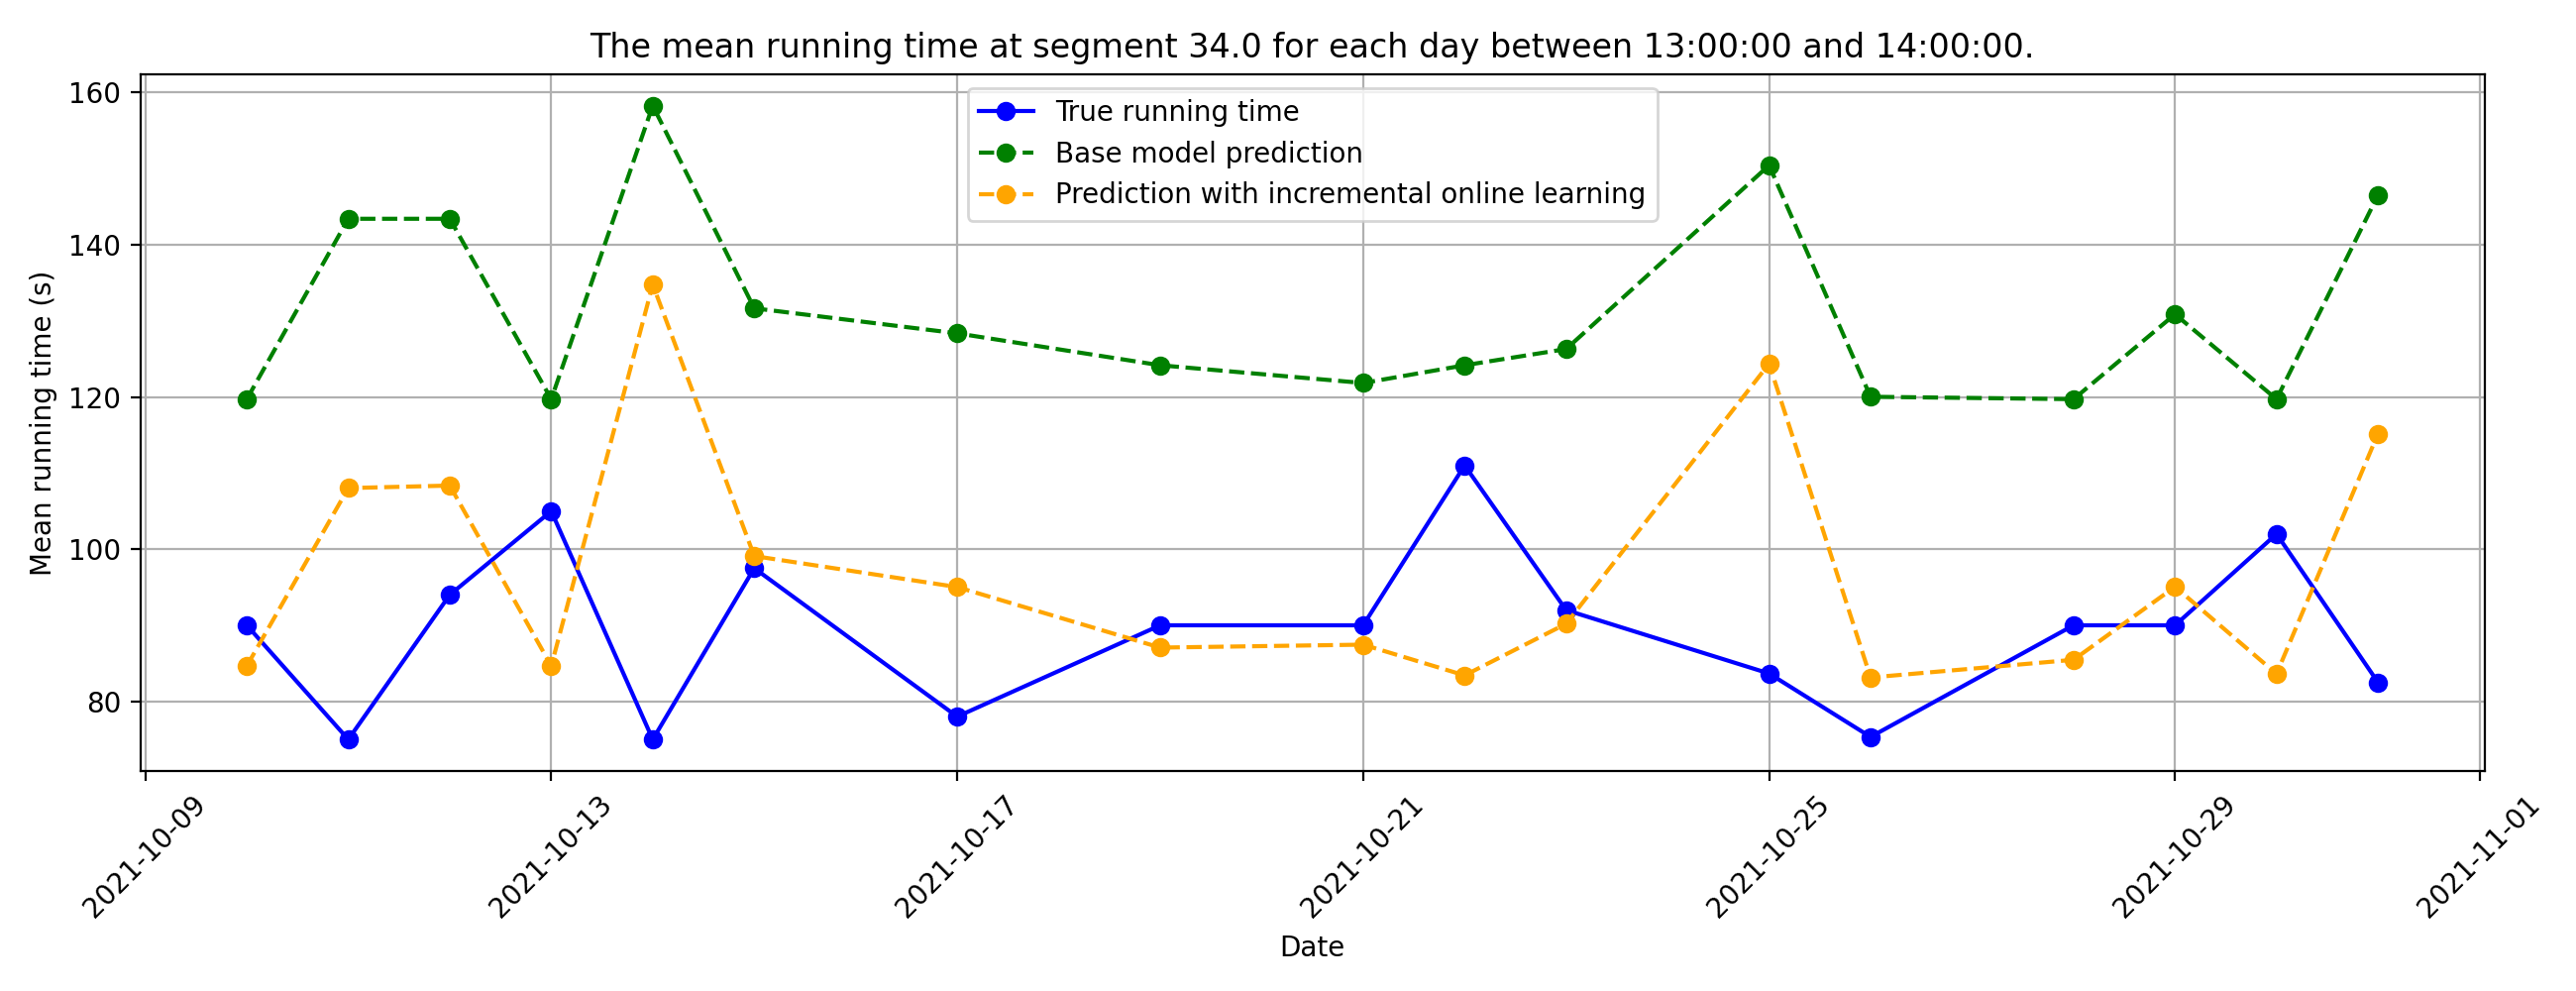 The mean running time at segment 34.0 for each day between 13:00:00 and 14:00:00.
True running time
Base model prediction
Prediction with incremental online learning
Mean running time (s)
160
140
120
100
80
2021-10-09
2021-10-13
2021-10-17
2021-10-21
2021-10-25
2021-10-29
2021-11-01
Date